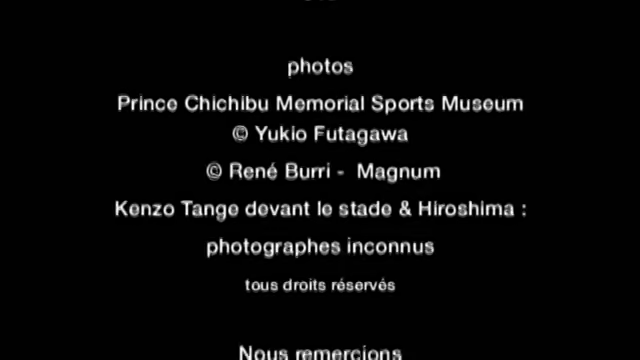 photos
Prince Chichibu Memorial Sports Museum
© Yukio Futagawa
© René Burri - Magnum
Kenzo Tange devant le stade & Hiroshima :
photographes inconnus
tous droits réservés
Nous remercions